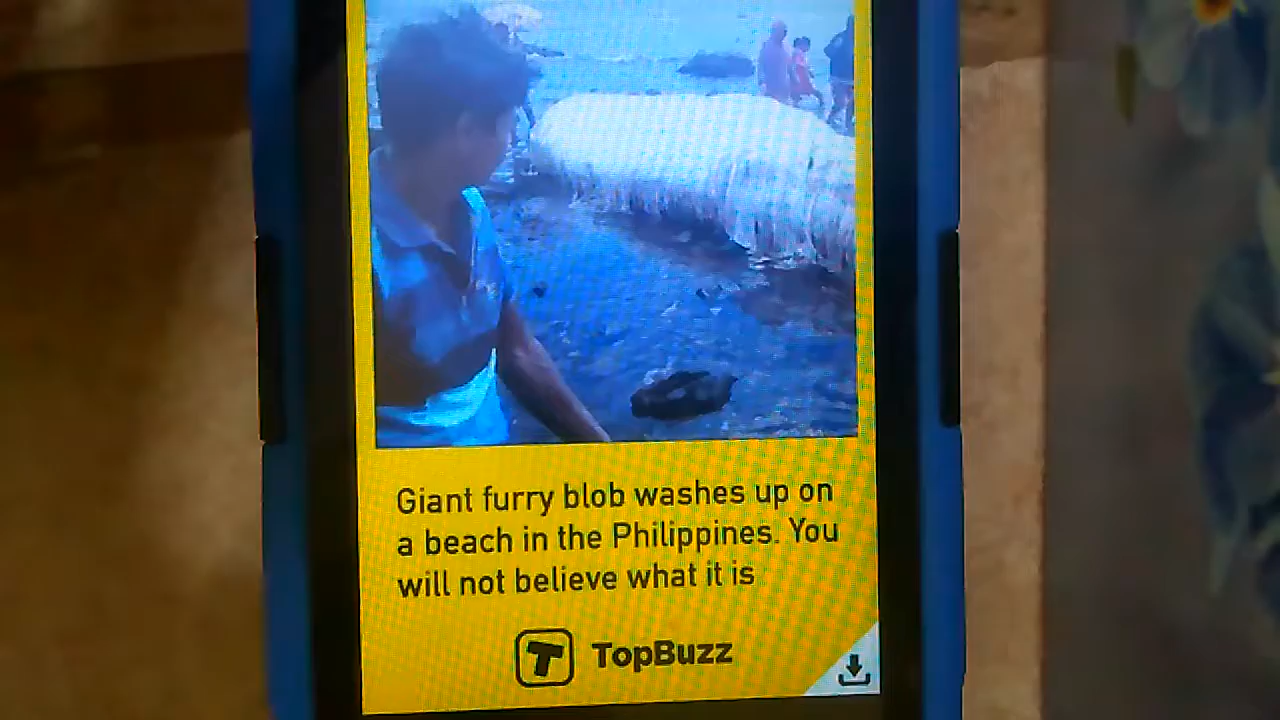 Giant furry blob washes up on
a beach in the Philippines. You
will not believe what it is
TopBuzz